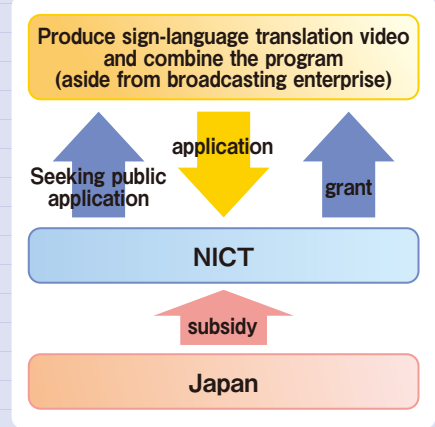 Produce sign-language translation video
and combine the program
(aside from broadcasting enterprise)
Seeking public
application
application
grant
NICT
subsidy
Japan